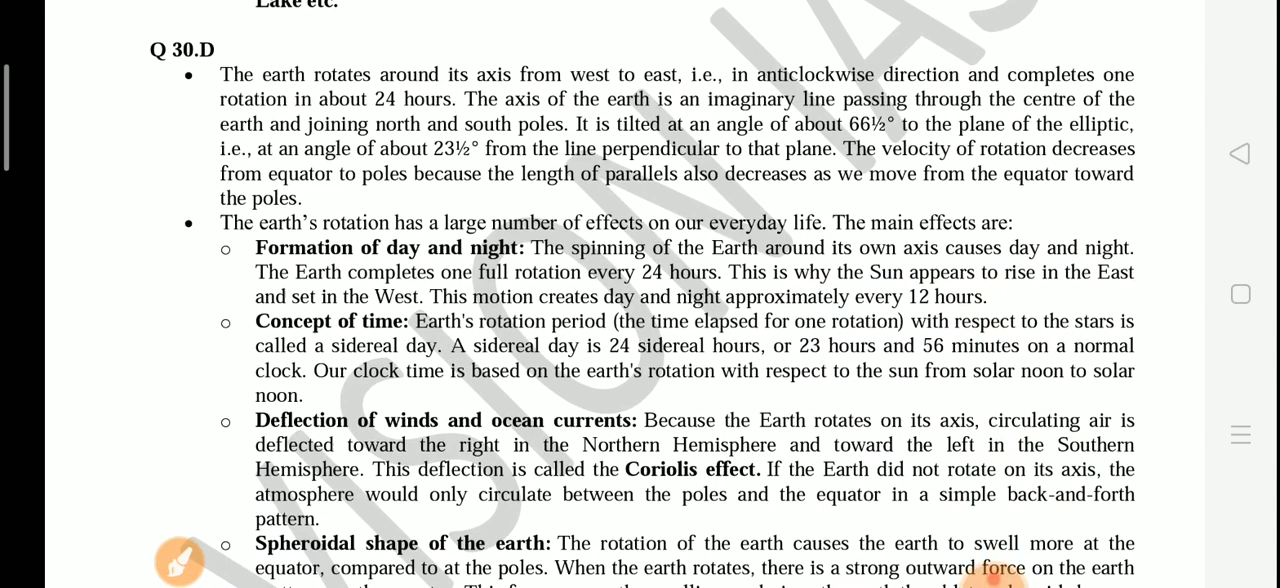 Lake etc.
Q 30.D
• The earth rotates around its axis from west to east, i.e., in anticlockwise direction and completes one
rotation in about 24 hours. The axis of the earth is an imaginary line passing through the centre of the
earth and joining north and south poles. It is tilted at an angle of about 66½° to the plane of the elliptic,
i.e., at an angle of about 23½° from the line perpendicular to that plane. The velocity of rotation decreases
from equator to poles because the length of parallels also decreases as we move from the equator toward
the poles.
• The earth's rotation has a large number of effects on our everyday life. The main effects are:
o Formation of day and night: The spinning of the Earth around its own axis causes day and night.
The Earth completes one full rotation every 24 hours. This is why the Sun appears to rise in the East
and set in the West. This motion creates day and night approximately every 12 hours.
o Concept of time: Earth's rotation period (the time elapsed for one rotation) with respect to the stars is
called a sidereal day. A sidereal day is 24 sidereal hours, or 23 hours and 56 minutes on a normal
clock. Our clock time is based on the earth's rotation with respect to the sun from solar noon to solar
noon.
o Deflection of winds and ocean currents: Because the Earth rotates on its axis, circulating air is
deflected toward the right in the Northern Hemisphere and toward the left in the Southern
Hemisphere. This deflection is called the Coriolis effect. If the Earth did not rotate on its axis, the
atmosphere would only circulate between the poles and the equator in a simple back-and-forth
pattern.
o Spheroidal shape of the earth: The rotation of the earth causes the earth to swell more at the
equator, compared to at the poles. When the earth rotates, there is a strong outward force on the earth
VISION IAS